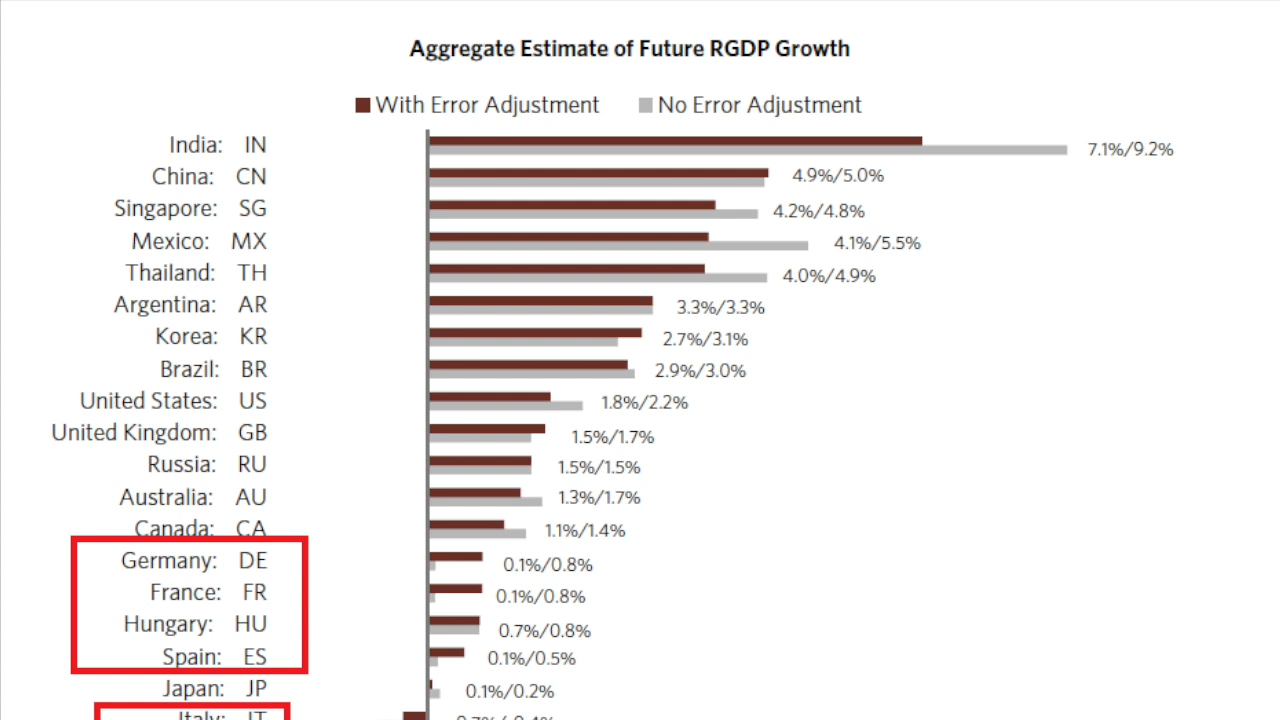 Aggregate Estimate of Future RGDP Growth
With Error Adjustment No Error Adjustment
India: IN 7.1%/9.2%
China: CN 4.9%/5.0%
Singapore: SG 4.2%/4.8%
Mexico: MX 4.1%/5.5%
Thailand: TH 4.0%/4.9%
Argentina: AR 3.3%/3.3%
Korea: KR 2.7%/3.1%
Brazil: BR 2.9%/3.0%
United States: US 1.8%/2.2%
United Kingdom: GB 1.5%/1.7%
Russia: RU 1.5%/1.5%
Australia: AU 1.3%/1.7%
Canada: CA 1.1%/1.4%
Germany: DE 0.1%/0.8%
France: FR 0.1%/0.8%
Hungary: HU 0.7%/0.8%
Spain: ES 0.1%/0.5%
Japan: JP 0.1%/0.2%
Italy: IT